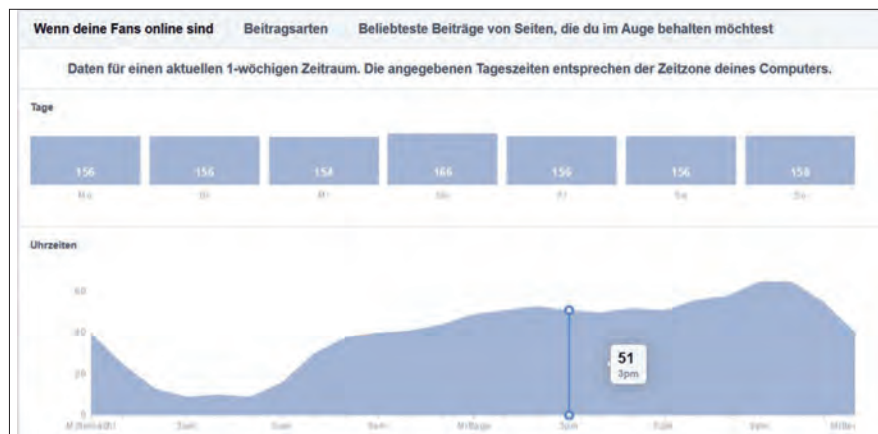 Wenn deine Fans online sind Beitragsarten Beliebteste Beiträge von Seiten, die du im Auge behalten möchtest
Daten für einen aktuellen 1-wöchigen Zeitraum. Die angegebenen Tageszeiten entsprechen der Zeitzone deines Computers.
Tage
156 156 154 166 156 156 158
Uhrzeiten
60
40
20
0
51
3pm
Mittags 3pm